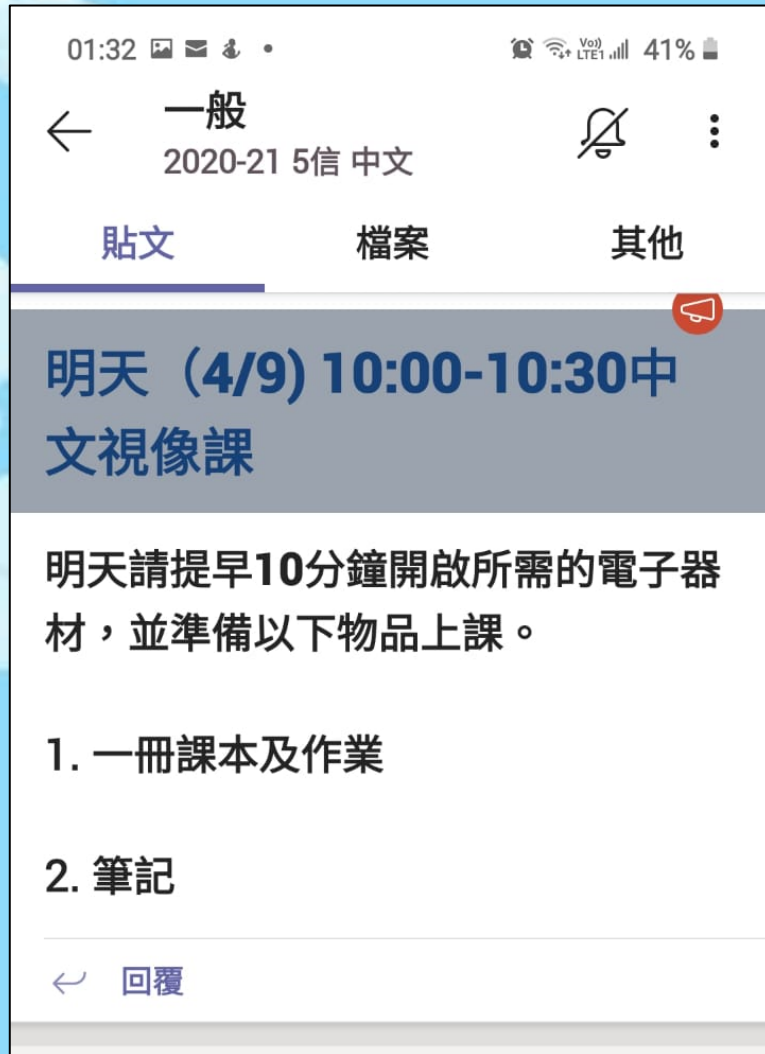 01:32 LTE1 41%
一般
2020-21 5信 中文
貼文 檔案 其他
明天（4/9) 10:00-10:30中
文視像課
明天請提早10分鐘開啟所需的電子器
材，並準備以下物品上課。
1. 一冊課本及作業
2. 筆記
回覆